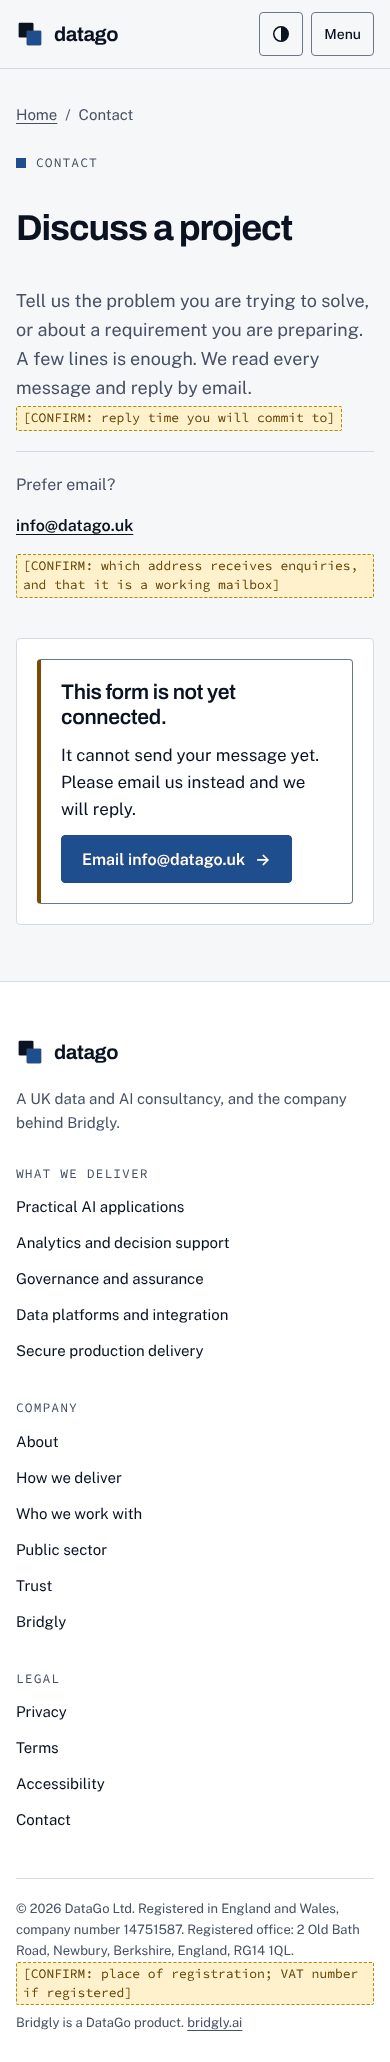 datago
Menu
Home / Contact
CONTACT
Discuss a project
Tell us the problem you are trying to solve,
or about a requirement you are preparing.
A few lines is enough. We read every
message and reply by email.
[CONFIRM: reply time you will commit to]
Prefer email?
info@datago.uk
[CONFIRM: which address receives enquiries,
and that it is a working mailbox]
This form is not yet
connected.
It cannot send your message yet.
Please email us instead and we
will reply.
Email info@datago.uk →
datago
A UK data and AI consultancy, and the company
behind Bridgly.
WHAT WE DELIVER
Practical AI applications
Analytics and decision support
Governance and assurance
Data platforms and integration
Secure production delivery
COMPANY
About
How we deliver
Who we work with
Public sector
Trust
Bridgly
LEGAL
Privacy
Terms
Accessibility
Contact
© 2026 DataGo Ltd. Registered in England and Wales,
company number 14751587. Registered office: 2 Old Bath
Road, Newbury, Berkshire, England, RG14 1QL.
[CONFIRM: place of registration; VAT number
if registered]
Bridgly is a DataGo product. bridgly.ai